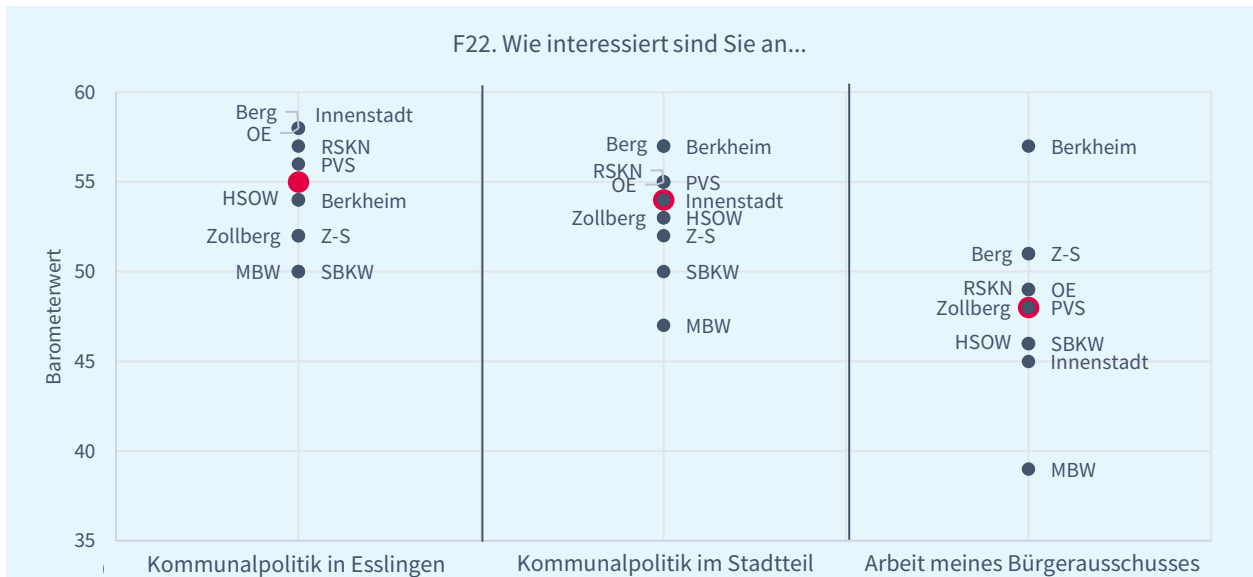 F22. Wie interessiert sind Sie an...
60
55
50
45
40
35
Barometerwert
Berg
Innenstadt
OE
RSKN
PVS
HSOW
Berkheim
Zollberg
Z-S
MBW
SBKW
Berg
Berkheim
RSKN
PVS
OE
Innenstadt
Zollberg
HSOW
Z-S
SBKW
MBW
Berkheim
Berg
Z-S
RSKN
OE
Zollberg
PVS
HSOW
SBKW
Innenstadt
MBW
Kommunalpolitik in Esslingen
Kommunalpolitik im Stadtteil
Arbeit meines Bürgerausschusses